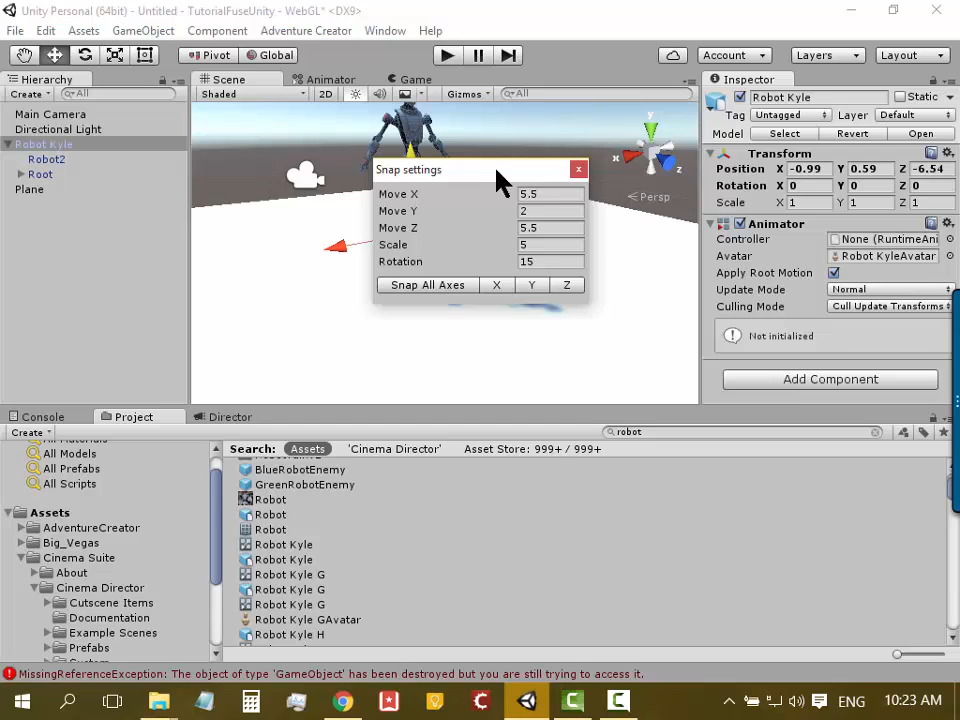 Unity Personal (64bit) - Untitled - TutorialFuseUnity - WebGL* <DX9>
File Edit Assets GameObject Component Adventure Creator Window Help
Pivot Global Account Layers Layout
Hierarchy
Create All
Main Camera
Directional Light
Robot Kyle
Robot2
Root
Plane
Scene Animator Game
Shaded 2D Gizmos All
y
x
z
Persp
Snap settings x
Move X 5.5
Move Y 2
Move Z 5.5
Scale 5
Rotation 15
Snap All Axes X Y Z
Inspector
Robot Kyle Static
Tag Untagged Layer Default
Model Select Revert Open
Transform
Position X -0.99 Y 0.59 Z -6.54
Rotation X 0 Y 0 Z 0
Scale X 1 Y 1 Z 1
Animator
Controller None (RuntimeAni
Avatar Robot KyleAvatar
Apply Root Motion
Update Mode Normal
Culling Mode Cull Update Transforms
Not initialized
Add Component
Console Project Director
Create robot
All Materials
All Models
All Prefabs
All Scripts
Assets
AdventureCreator
Big_Vegas
Cinema Suite
About
Cinema Director
Cutscene Items
Documentation
Example Scenes
Prefabs
Search: Assets 'Cinema Director' Asset Store: 999+ / 999+
BlueRobotEnemy
GreenRobotEnemy
Robot
Robot
Robot
Robot Kyle
Robot Kyle
Robot Kyle G
Robot Kyle G
Robot Kyle G
Robot Kyle GAvatar
Robot Kyle H
MissingReferenceException: The object of type 'GameObject' has been destroyed but you are still trying to access it.
ENG 10:23 AM